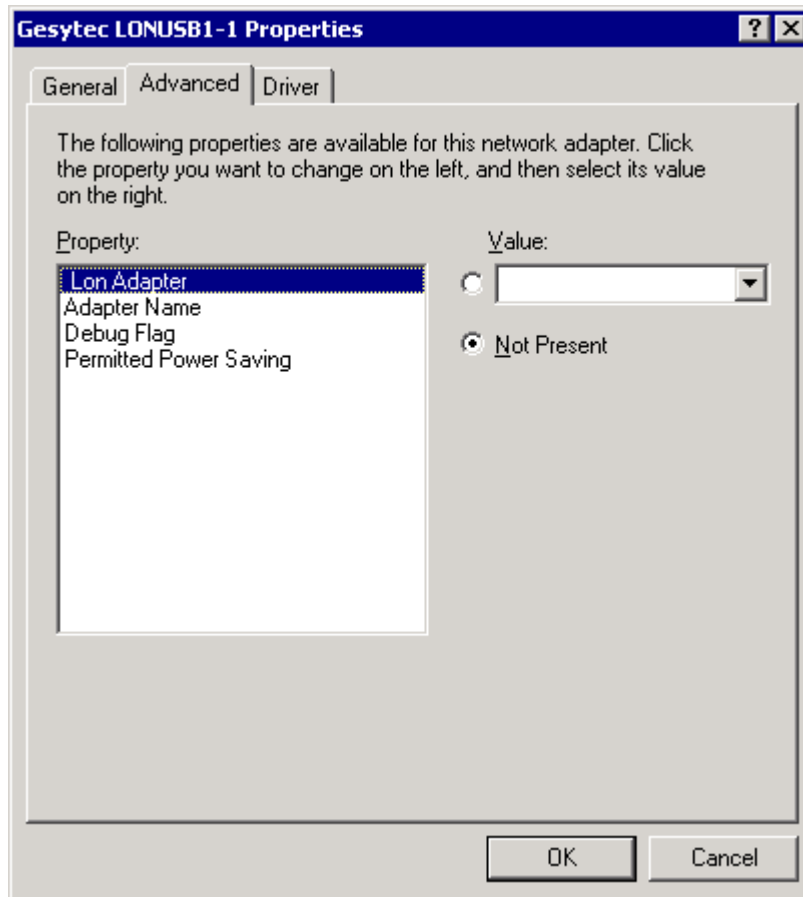 Gesytec LONUSB1-1 Properties
General Advanced Driver
The following properties are available for this network adapter. Click
the property you want to change on the left, and then select its value
on the right.
Property:
Value:
Lon Adapter
Adapter Name
Debug Flag
Permitted Power Saving
Not Present
OK Cancel